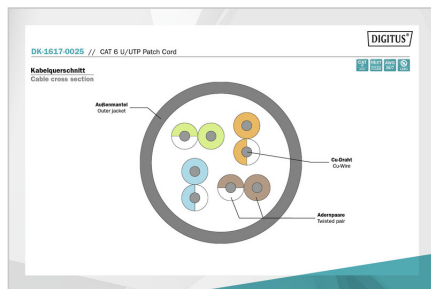 DIGITUS®
DK-1617-0025 // CAT 6 U/UTP Patch Cord
Kabelquerschnitt
Cable cross section
Außenmantel
Outer jacket
Cu-Draht
Cu-Wire
Adernpaare
Twisted pair